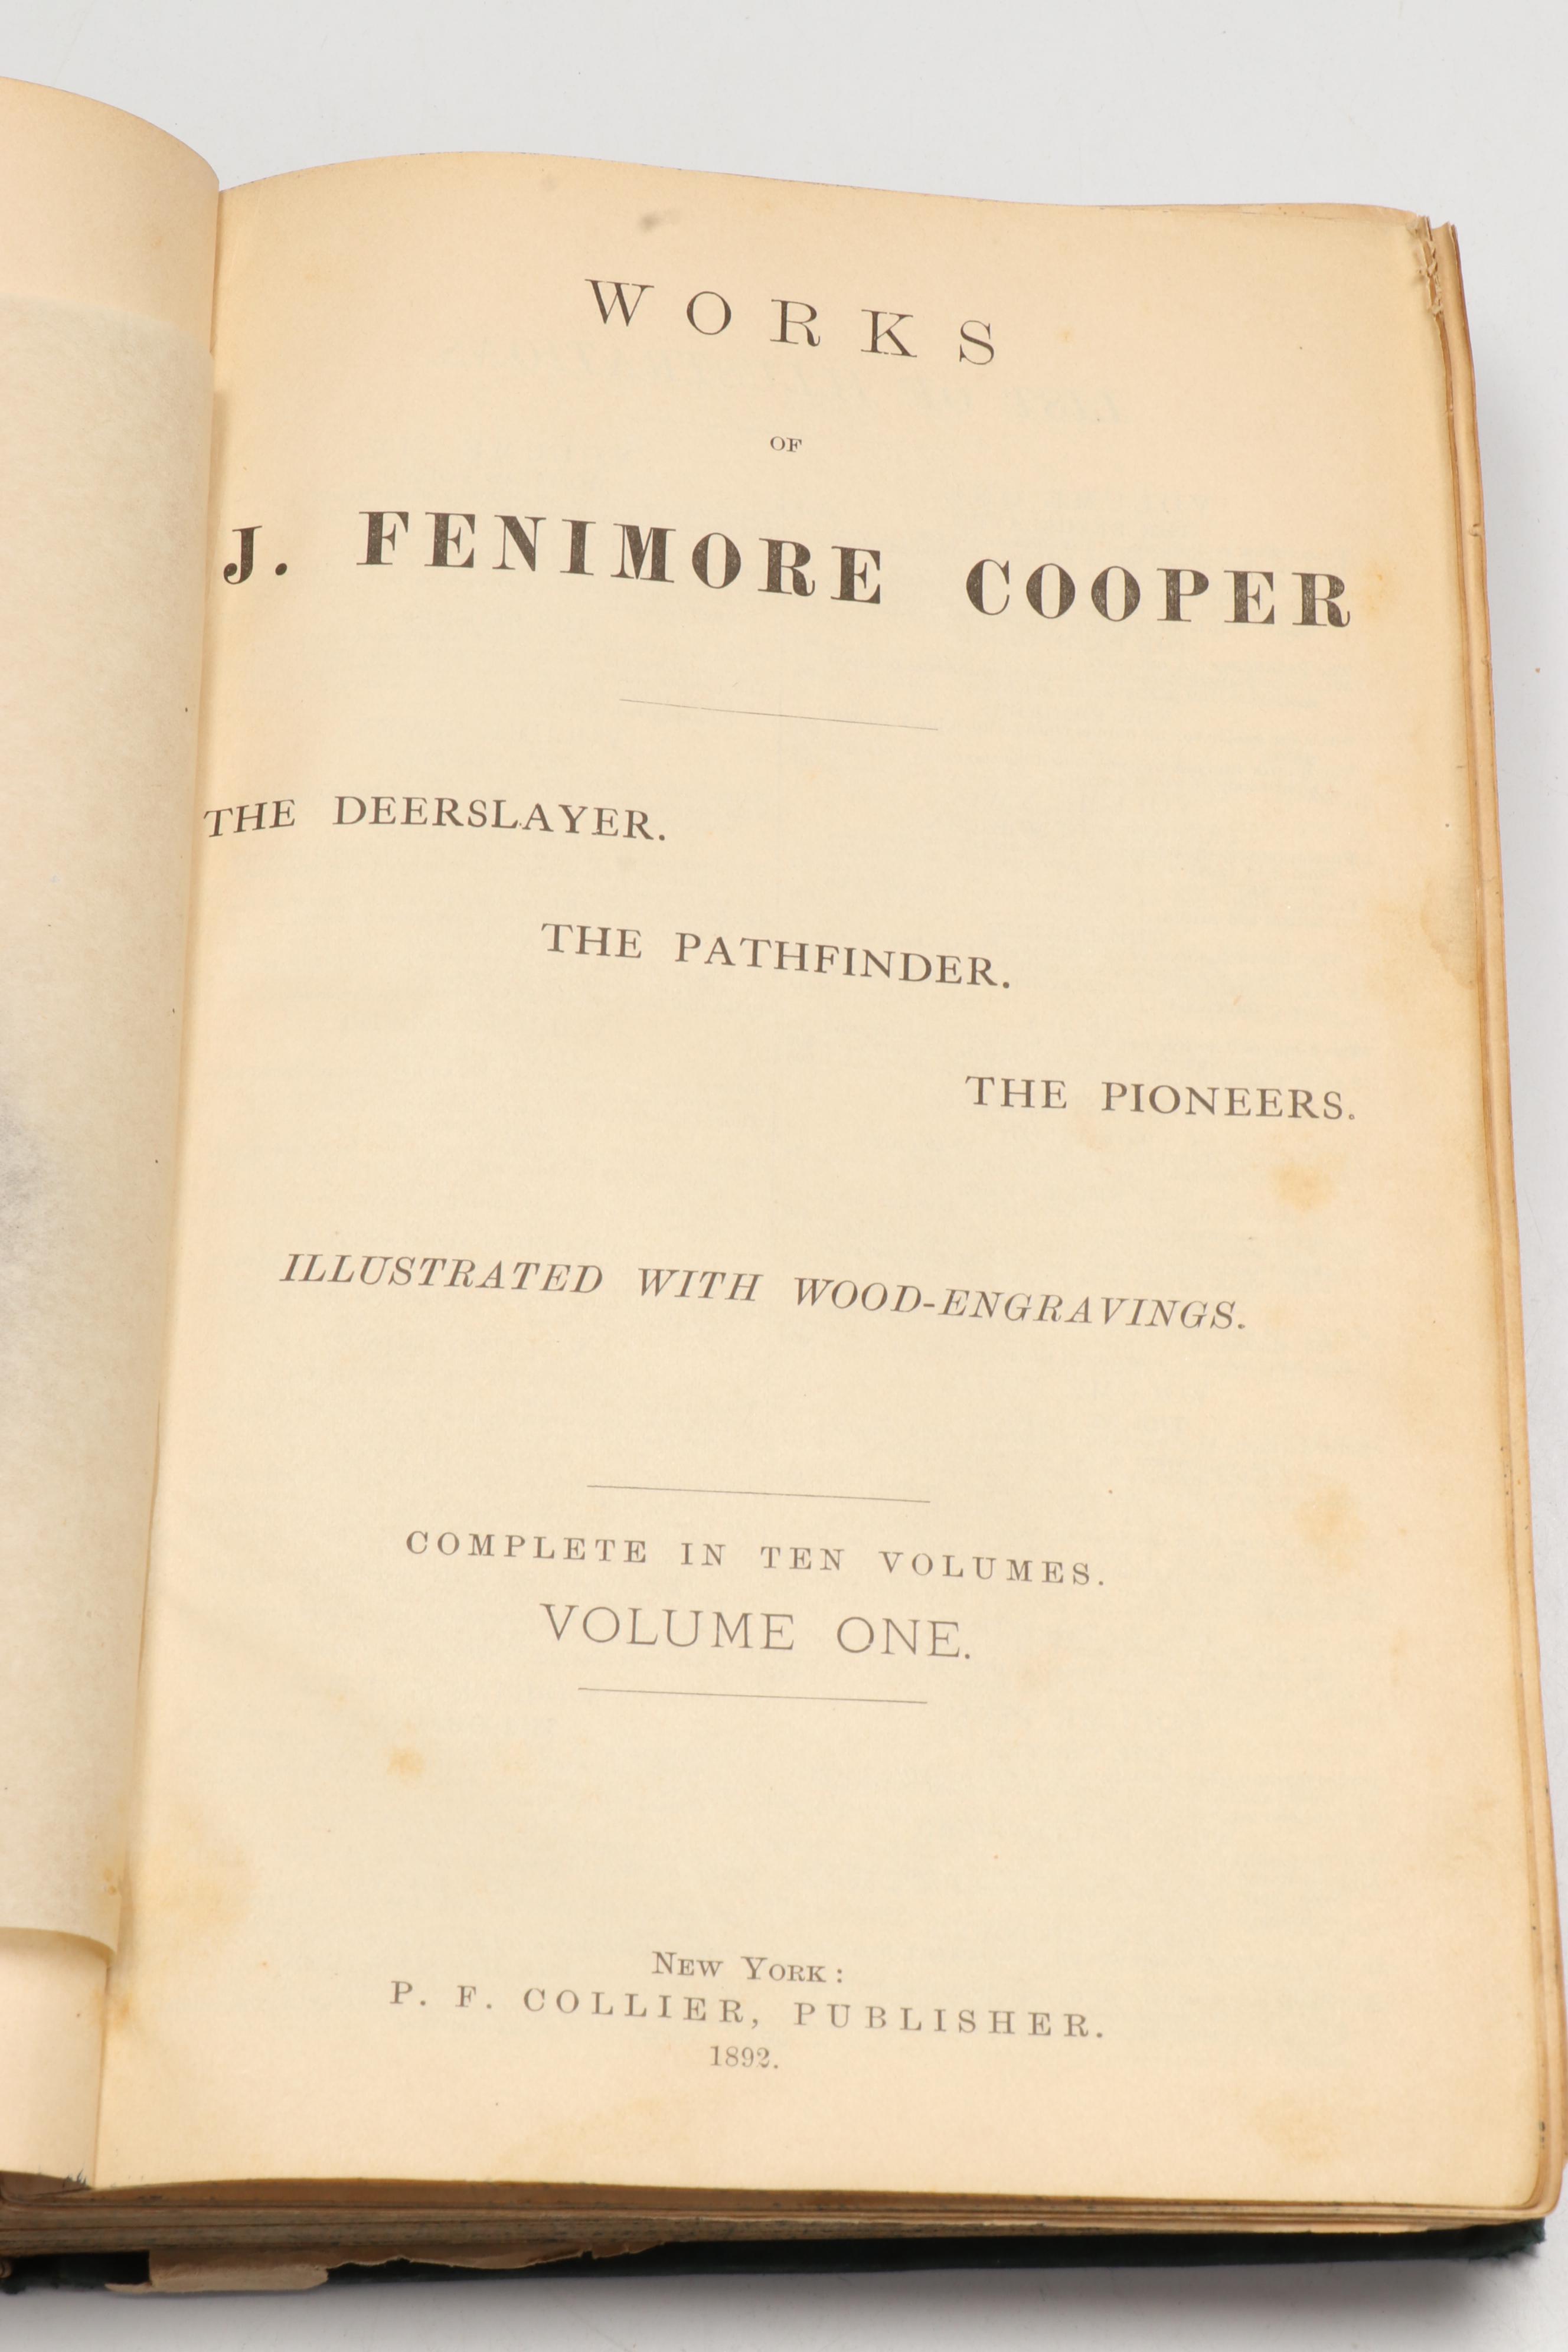 WORKS
OF
J. FENIMORE COOPER
THE DEERSLAYER.
THE PATHFINDER.
THE PIONEERS.
ILLUSTRATED WITH WOOD-ENGRAVINGS.
COMPLETE IN TEN VOLUMES.
VOLUME ONE.
NEW YORK:
P. F. COLLIER, PUBLISHER.
1892.